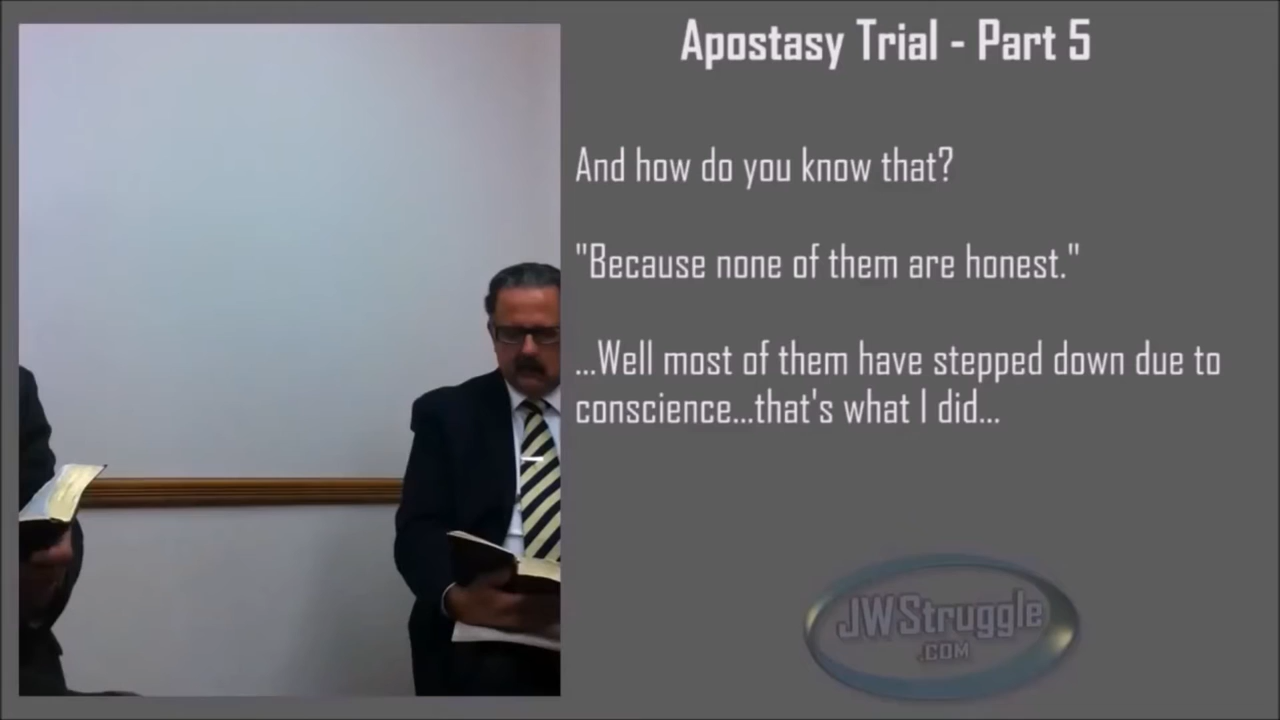 Apostasy Trial - Part 5
And how do you know that?
"Because none of them are honest."
...Well most of them have stepped down due to
conscience...that's what I did...
JWStruggle
.COM